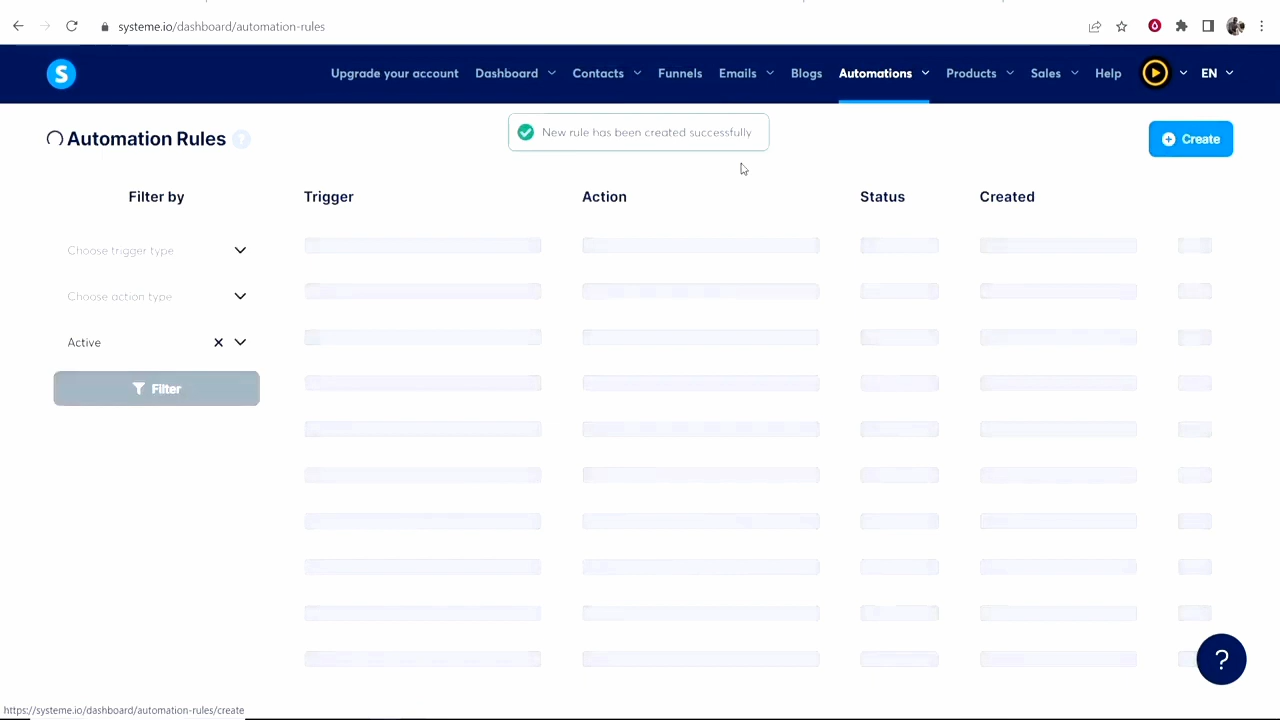 systeme.io/dashboard/automation-rules
S
Upgrade your account Dashboard Contacts Funnels Emails Blogs Automations Products Sales Help EN
New rule has been created successfully
Automation Rules ?
Create
Filter by Trigger Action Status Created
Choose trigger type
Choose action type
Active
Filter
?
https://systeme.io/dashboard/automation-rules/create